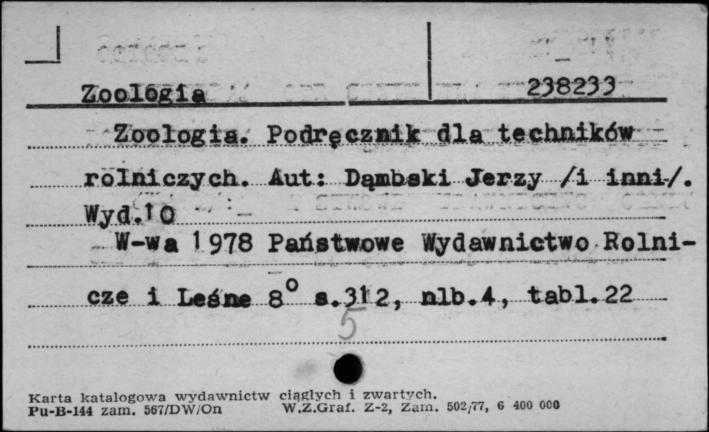 Zoologia 238233
Zoologia. Podręcznik dla techników
rolniczych. Aut: Dąmbski Jerzy /i inni/.
Wyd.10
W-wa 1978 Państwowe Wydawnictwo Rolni-
cze i Leśne 8° s.312, nlb.4, tabl.22
5
Karta katalogowa wydawnictw ciągłych i zwartych.
Pu-B-144 zam. 567/DW/On W.Z.Graf. Z-2, Zam. 502/77, 6 400 000